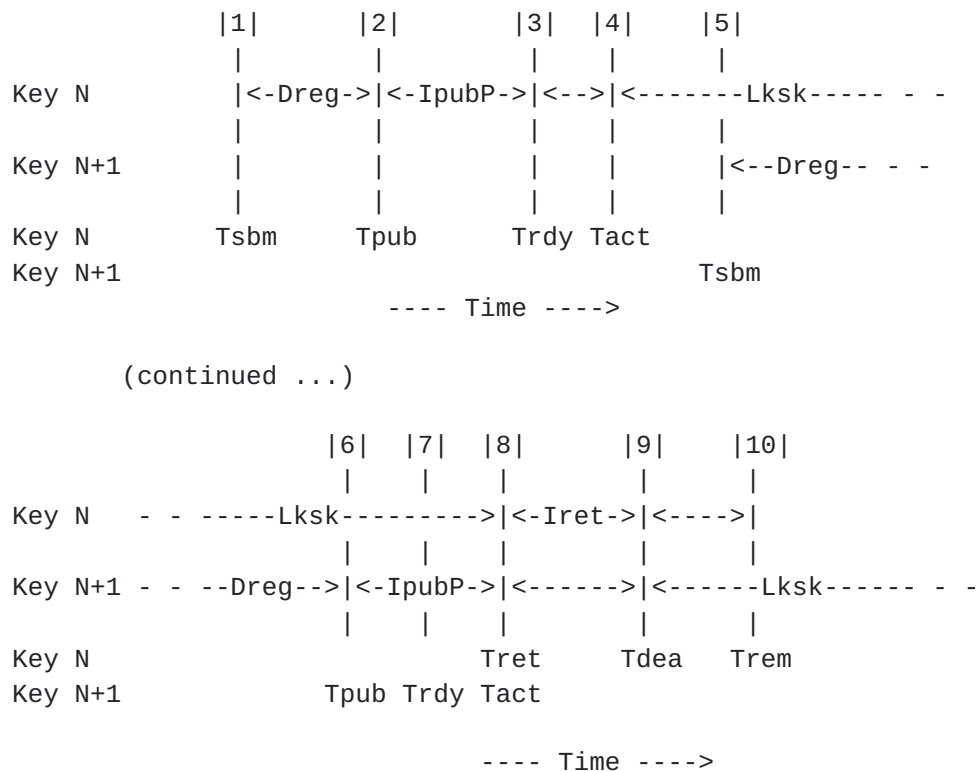 |1|      |2|       |3|  |4|    |5|
              |        |         |    |      |
Key N         |<-Dreg->|<-IpubP->|<-->|<-------Lksk----- - -
              |        |         |    |      |
Key N+1       |        |         |    |      |<--Dreg-- - -
              |        |         |    |      |
Key N        Tsbm     Tpub      Trdy Tact
Key N+1                                     Tsbm
                        ---- Time ---->
       (continued ...)
                    |6|  |7|  |8|      |9|    |10|
                     |    |    |        |      |
Key N   - - -----Lksk--------->|<-Iret->|<---->|
                     |    |    |        |      |
Key N+1 - - --Dreg-->|<-IpubP->|<------>|<------Lksk------ - -
                     |    |    |        |      |
Key N                         Tret     Tdea   Trem
Key N+1             Tpub Trdy Tact
                              ---- Time ---->